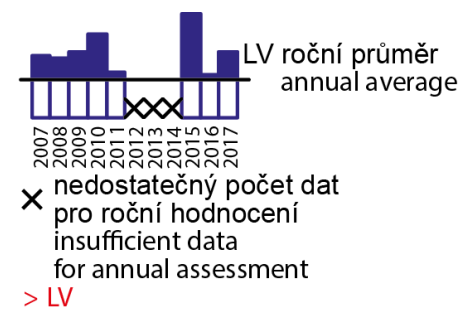 LV roční průměr
annual average
2007
2008
2009
2010
2011
2012
2013
2014
2015
2016
2017
nedostatečný počet dat
pro roční hodnocení
insufficient data
for annual assessment
> LV